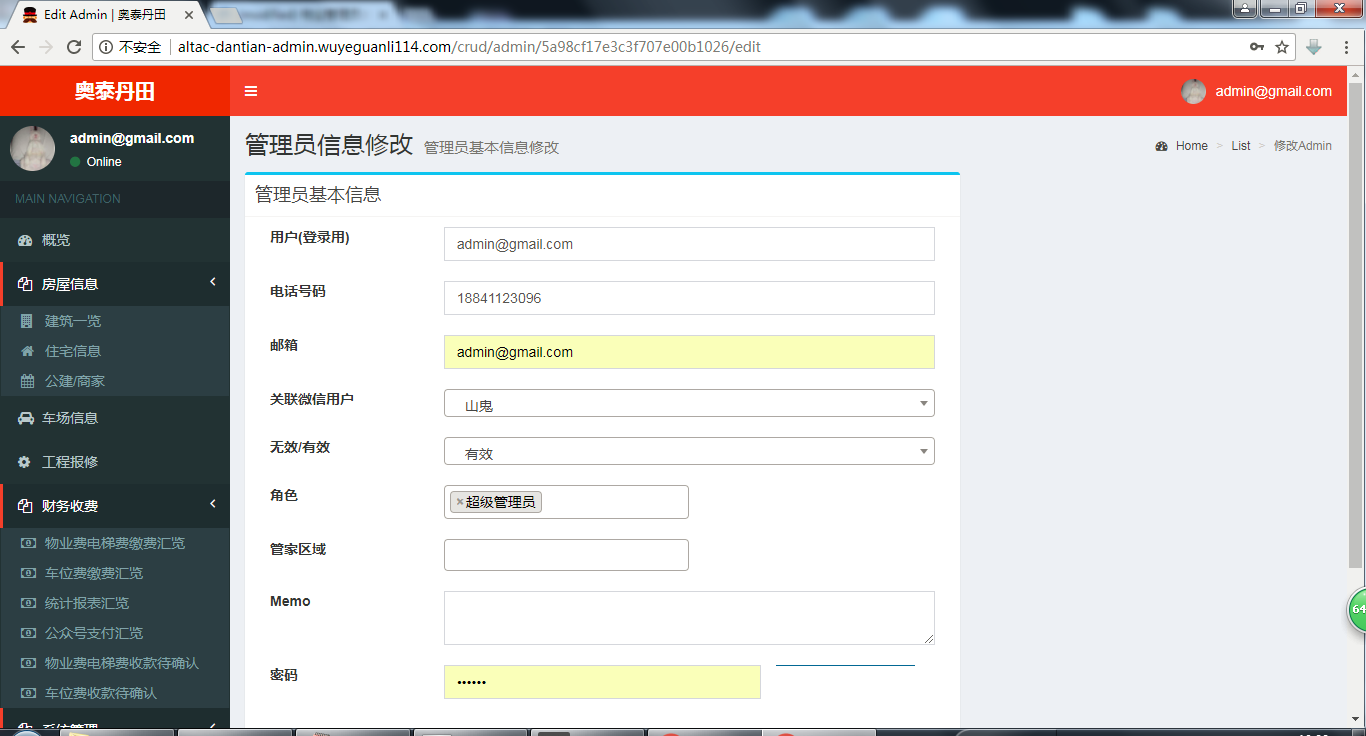 Edit Admin | 奥泰丹田
不安全 altac-dantian-admin.wuyeguanli114.com/crud/admin/5a98cf17e3c3f707e00b1026/edit
奥泰丹田
admin@gmail.com
admin@gmail.com
Online
管理员信息修改 管理员基本信息修改
Home > List > 修改Admin
MAIN NAVIGATION
概览
房屋信息
建筑一览
住宅信息
公建/商家
车场信息
工程报修
财务收费
物业费电梯费缴费汇览
车位费缴费汇览
统计报表汇览
公众号支付汇览
物业费电梯费收款待确认
车位费收款待确认
系统管理
管理员基本信息
用户(登录用) admin@gmail.com
电话号码 18841123096
邮箱 admin@gmail.com
关联微信用户 山鬼
无效/有效 有效
角色 ×超级管理员
管家区域
Memo
密码 ••••••
64